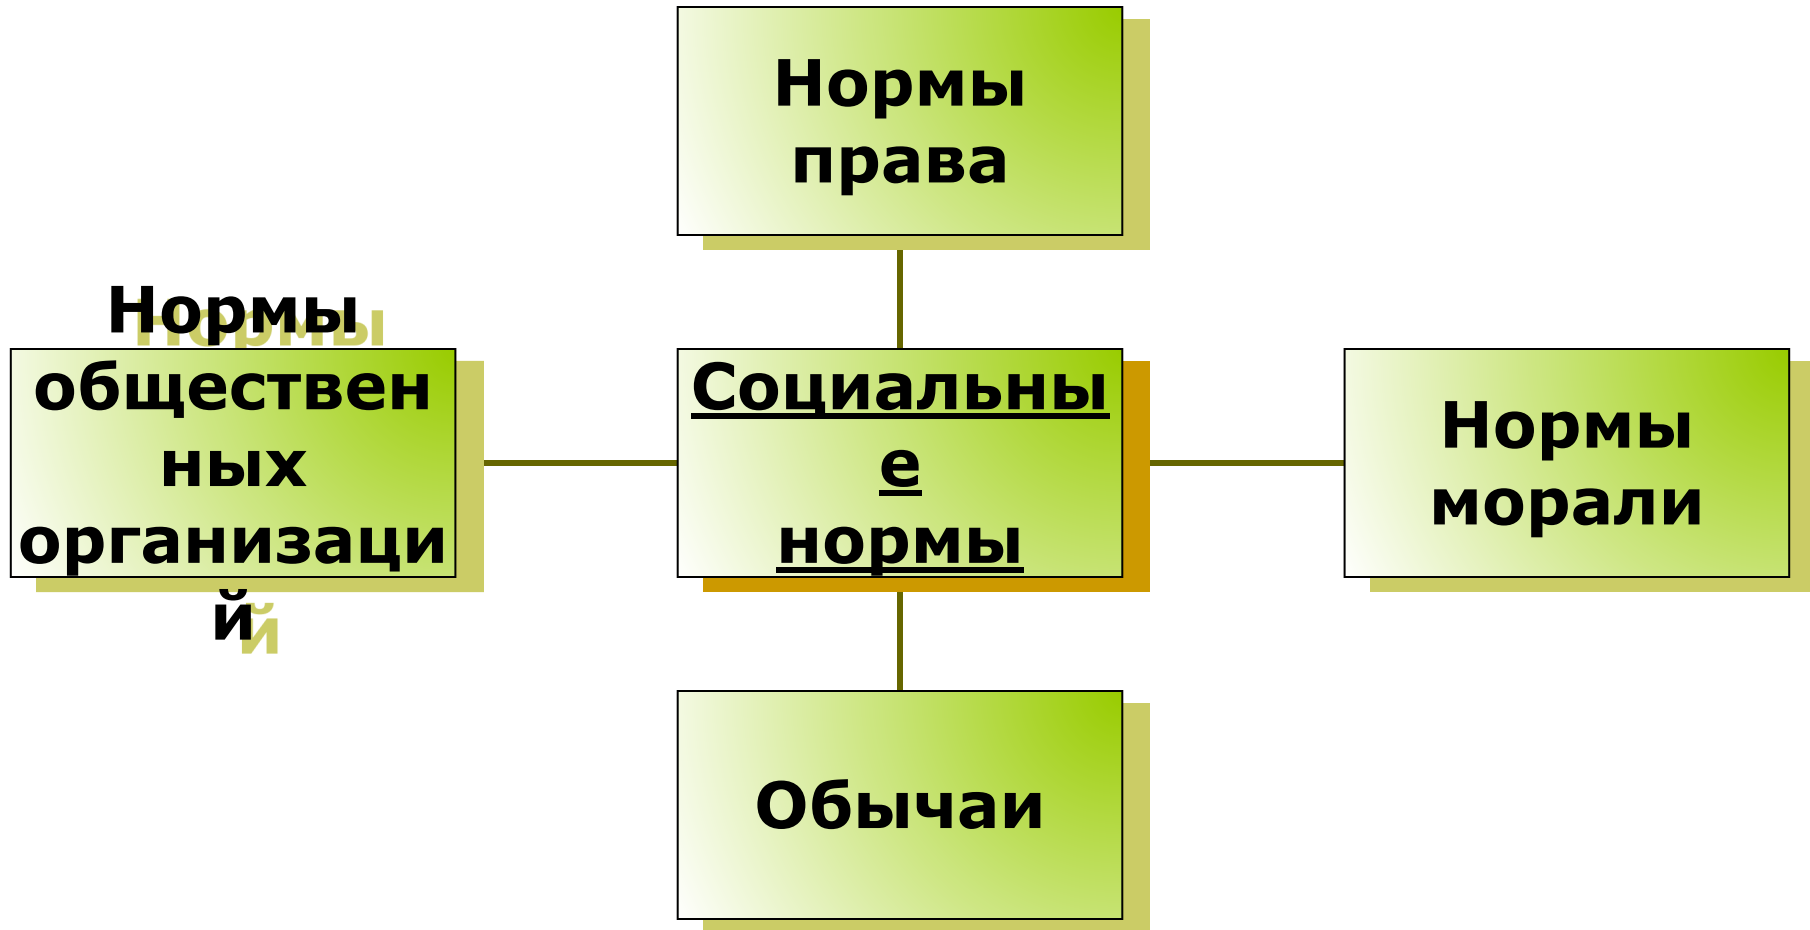 Нормы
права
Нормы
обществен
ных
организаци
й
Социальны
е
нормы
Нормы
морали
Обычаи